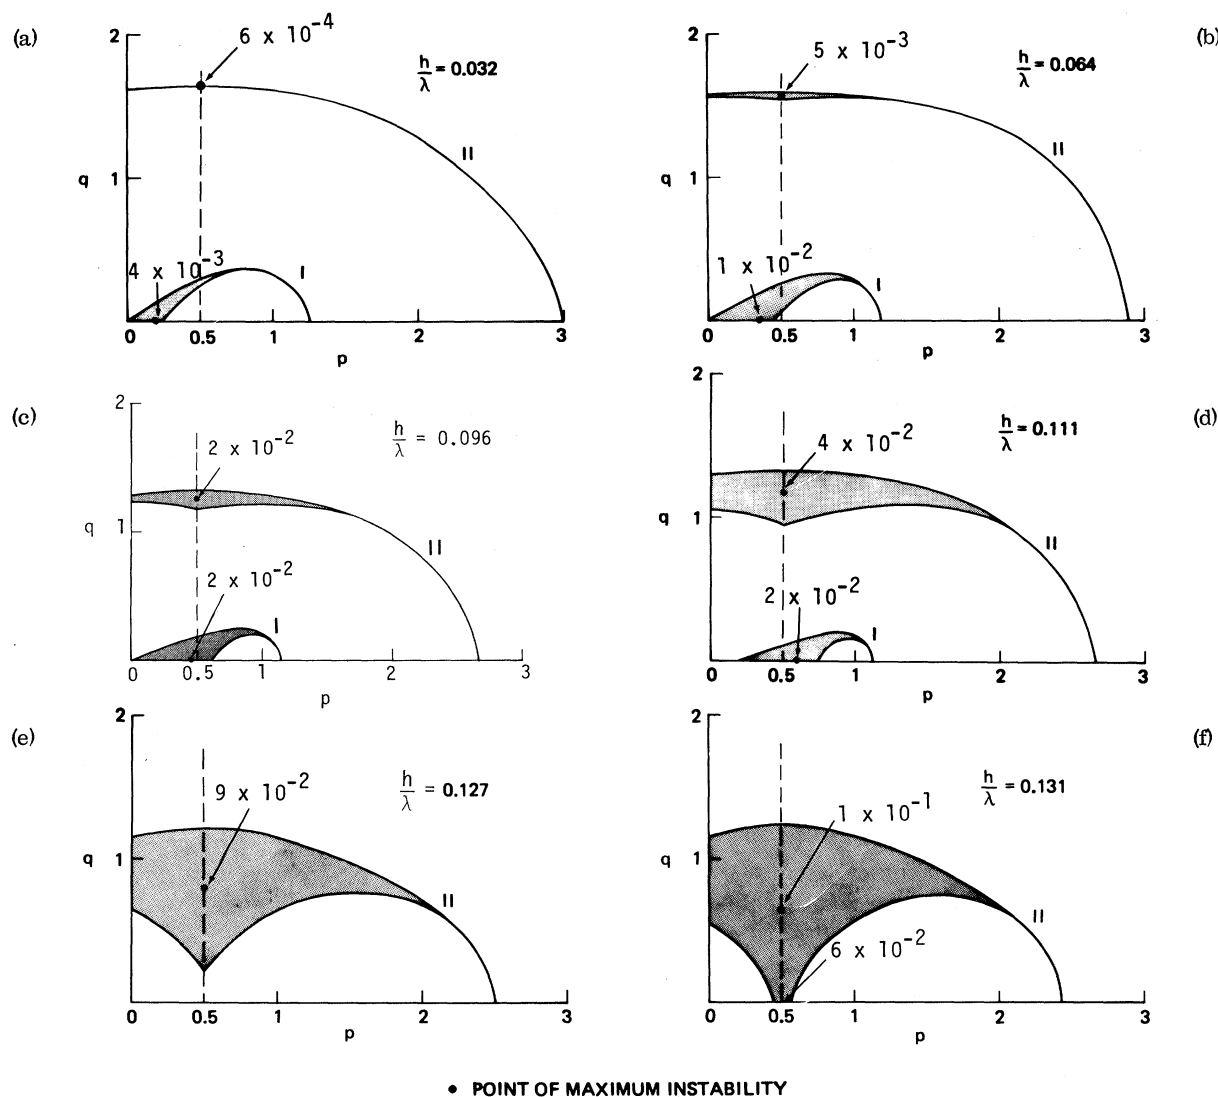 (a)
2
6 x 10⁻⁴
h/λ = 0.032
II
q 1
4 x 10⁻³
I
0 0.5 1 2 3
p
(b)
2
5 x 10⁻³
h/λ = 0.064
II
q 1
1 x 10⁻²
I
0 0.5 1 2 3
p
(c)
2
2 x 10⁻²
h/λ = 0.096
q 1
II
2 x 10⁻²
I
0 0.5 1 2 3
p
(d)
2
4 x 10⁻²
h/λ = 0.111
q 1
II
2 x 10⁻²
I
0 0.5 1 2 3
p
(e)
2
9 x 10⁻²
h/λ = 0.127
q 1
II
0 0.5 1 2 3
p
(f)
2
1 x 10⁻¹
h/λ = 0.131
q 1
II
6 x 10⁻²
0 0.5 1 2 3
p
• POINT OF MAXIMUM INSTABILITY